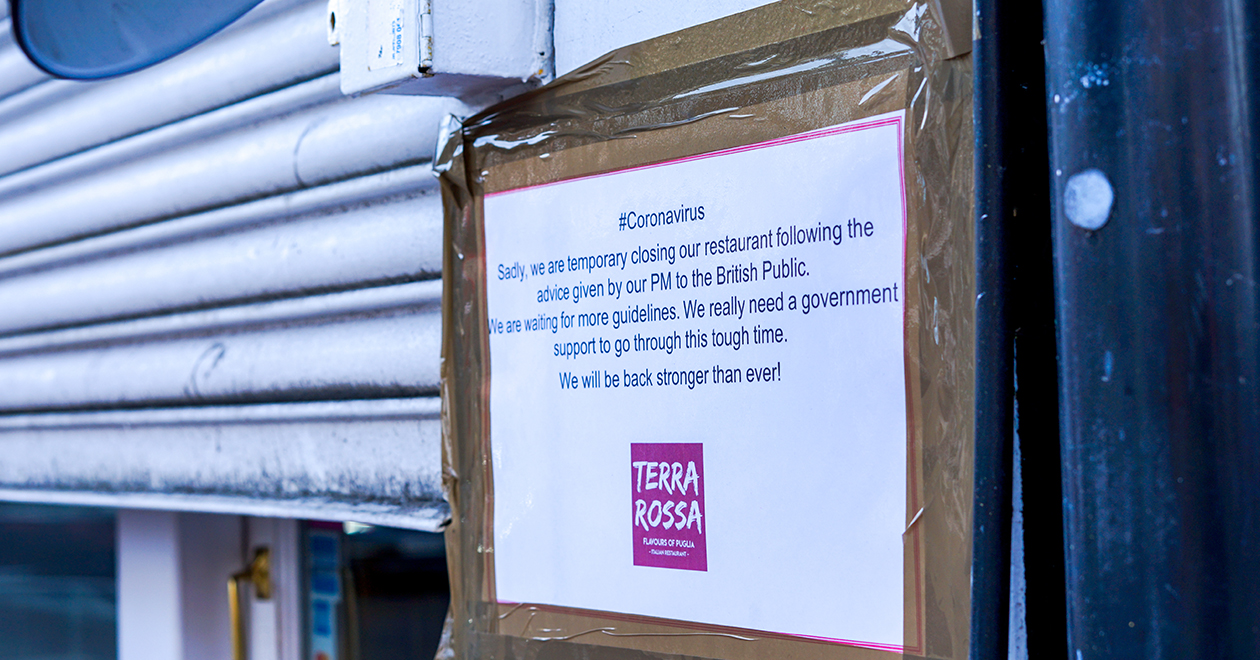 #Coronavirus
Sadly, we are temporary closing our restaurant following the
advice given by our PM to the British Public.
We are waiting for more guidelines. We really need a government
support to go through this tough time.
We will be back stronger than ever!
TERRA
ROSSA
FLAVOURS OF PUGLIA
- ITALIAN RESTAURANT -